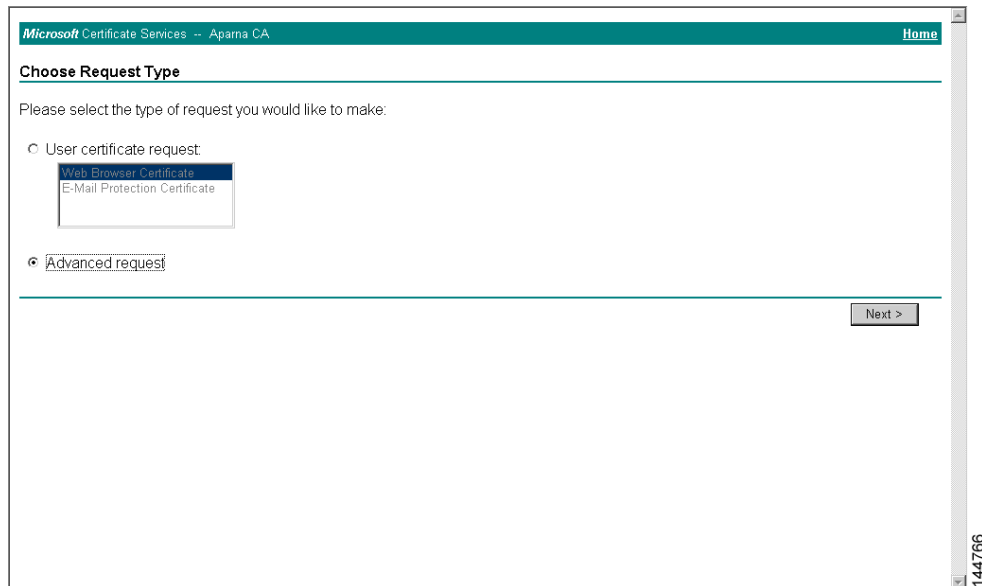 Microsoft Certificate Services -- Aparna CA Home
Choose Request Type
Please select the type of request you would like to make:
User certificate request:
Web Browser Certificate
E-Mail Protection Certificate
Advanced request
Next >
144766